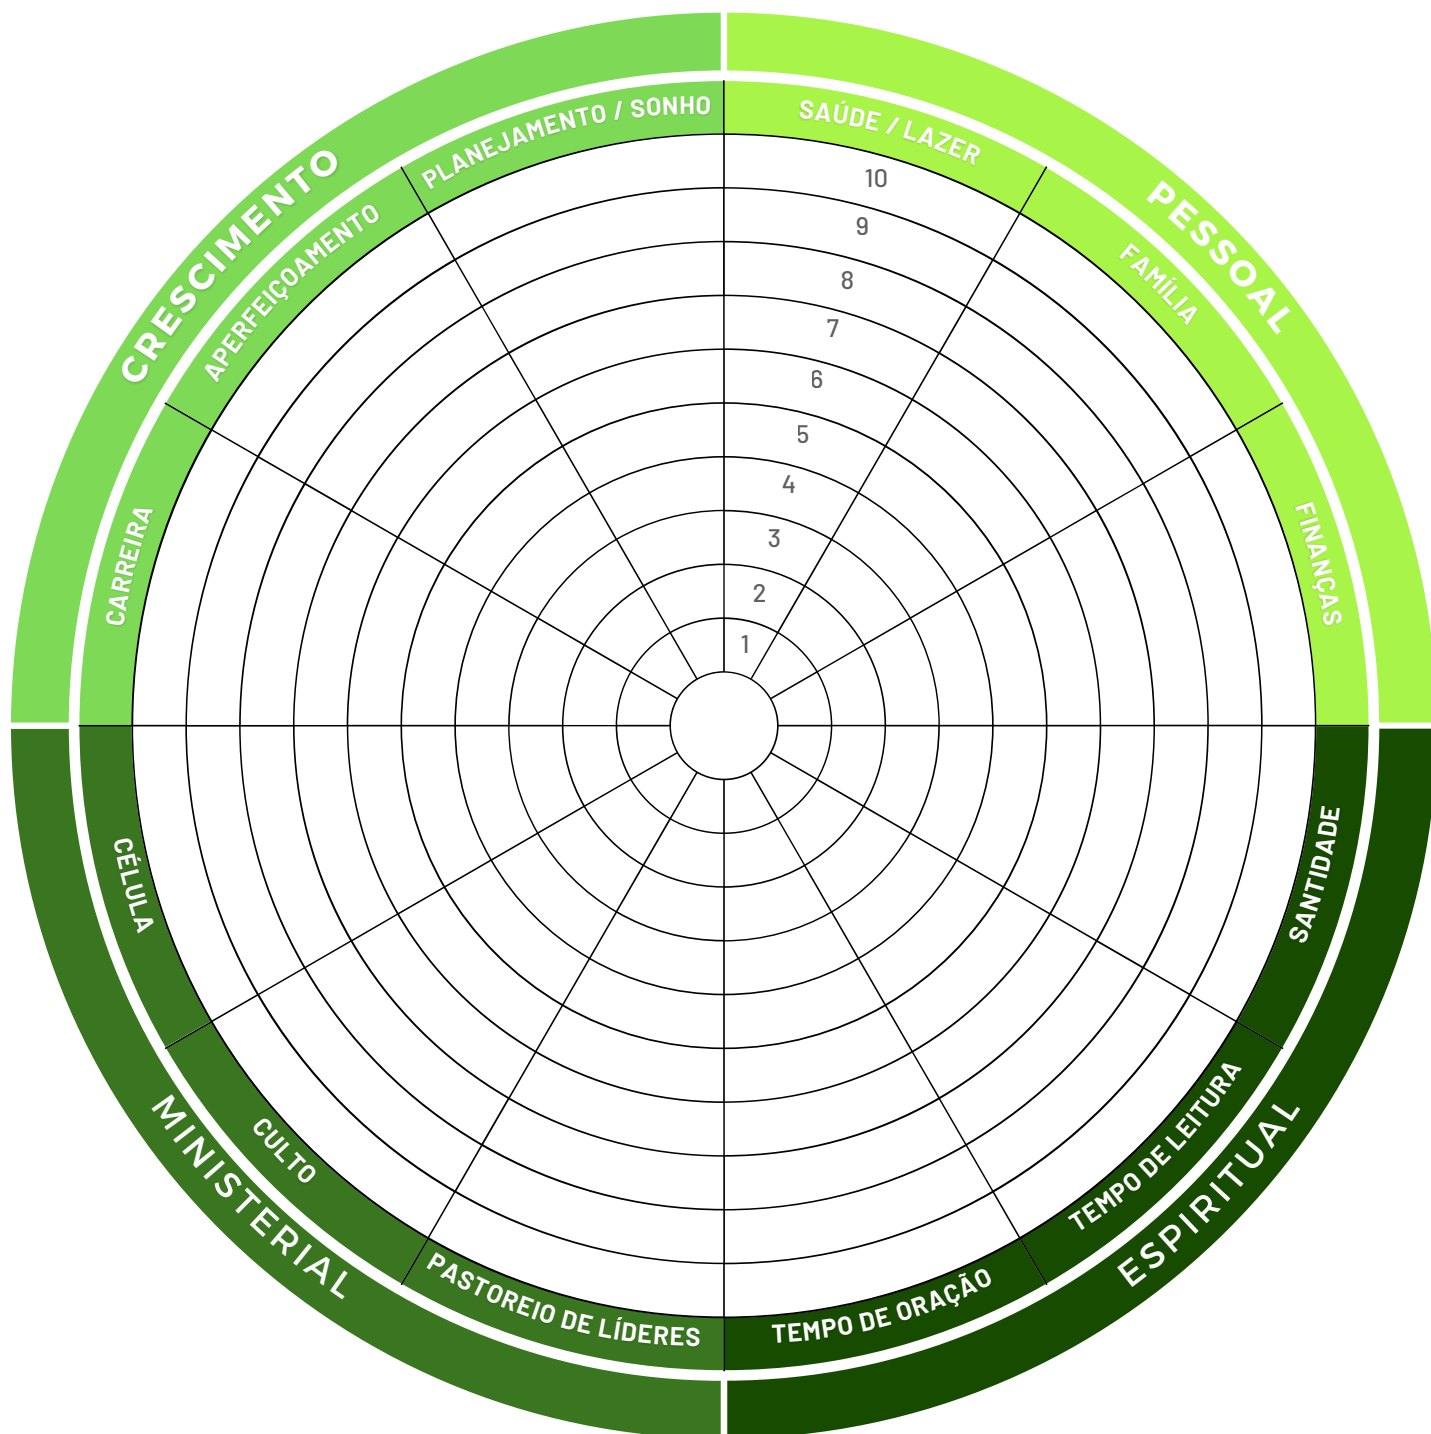 CRESCIMENTO
PLANEJAMENTO / SONHO
APERFEIÇOAMENTO
CARREIRA
PESSOAL
SAÚDE / LAZER
FAMÍLIA
FINANÇAS
10
9
8
7
6
5
4
3
2
1
MINISTERIAL
CÉLULA
CULTO
PASTOREIO DE LÍDERES
ESPIRITUAL
SANTIDADE
TEMPO DE LEITURA
TEMPO DE ORAÇÃO